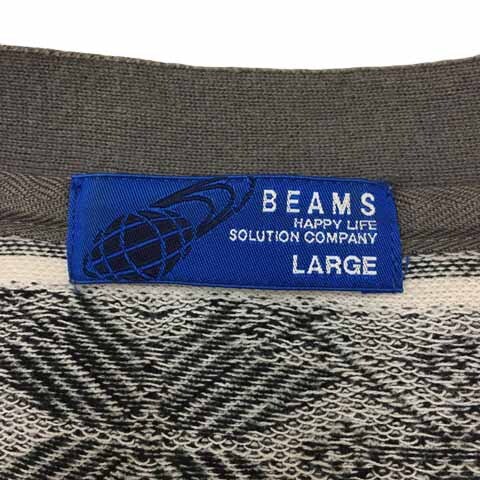 BEAMS
HAPPY LIFE
SOLUTION COMPANY
LARGE